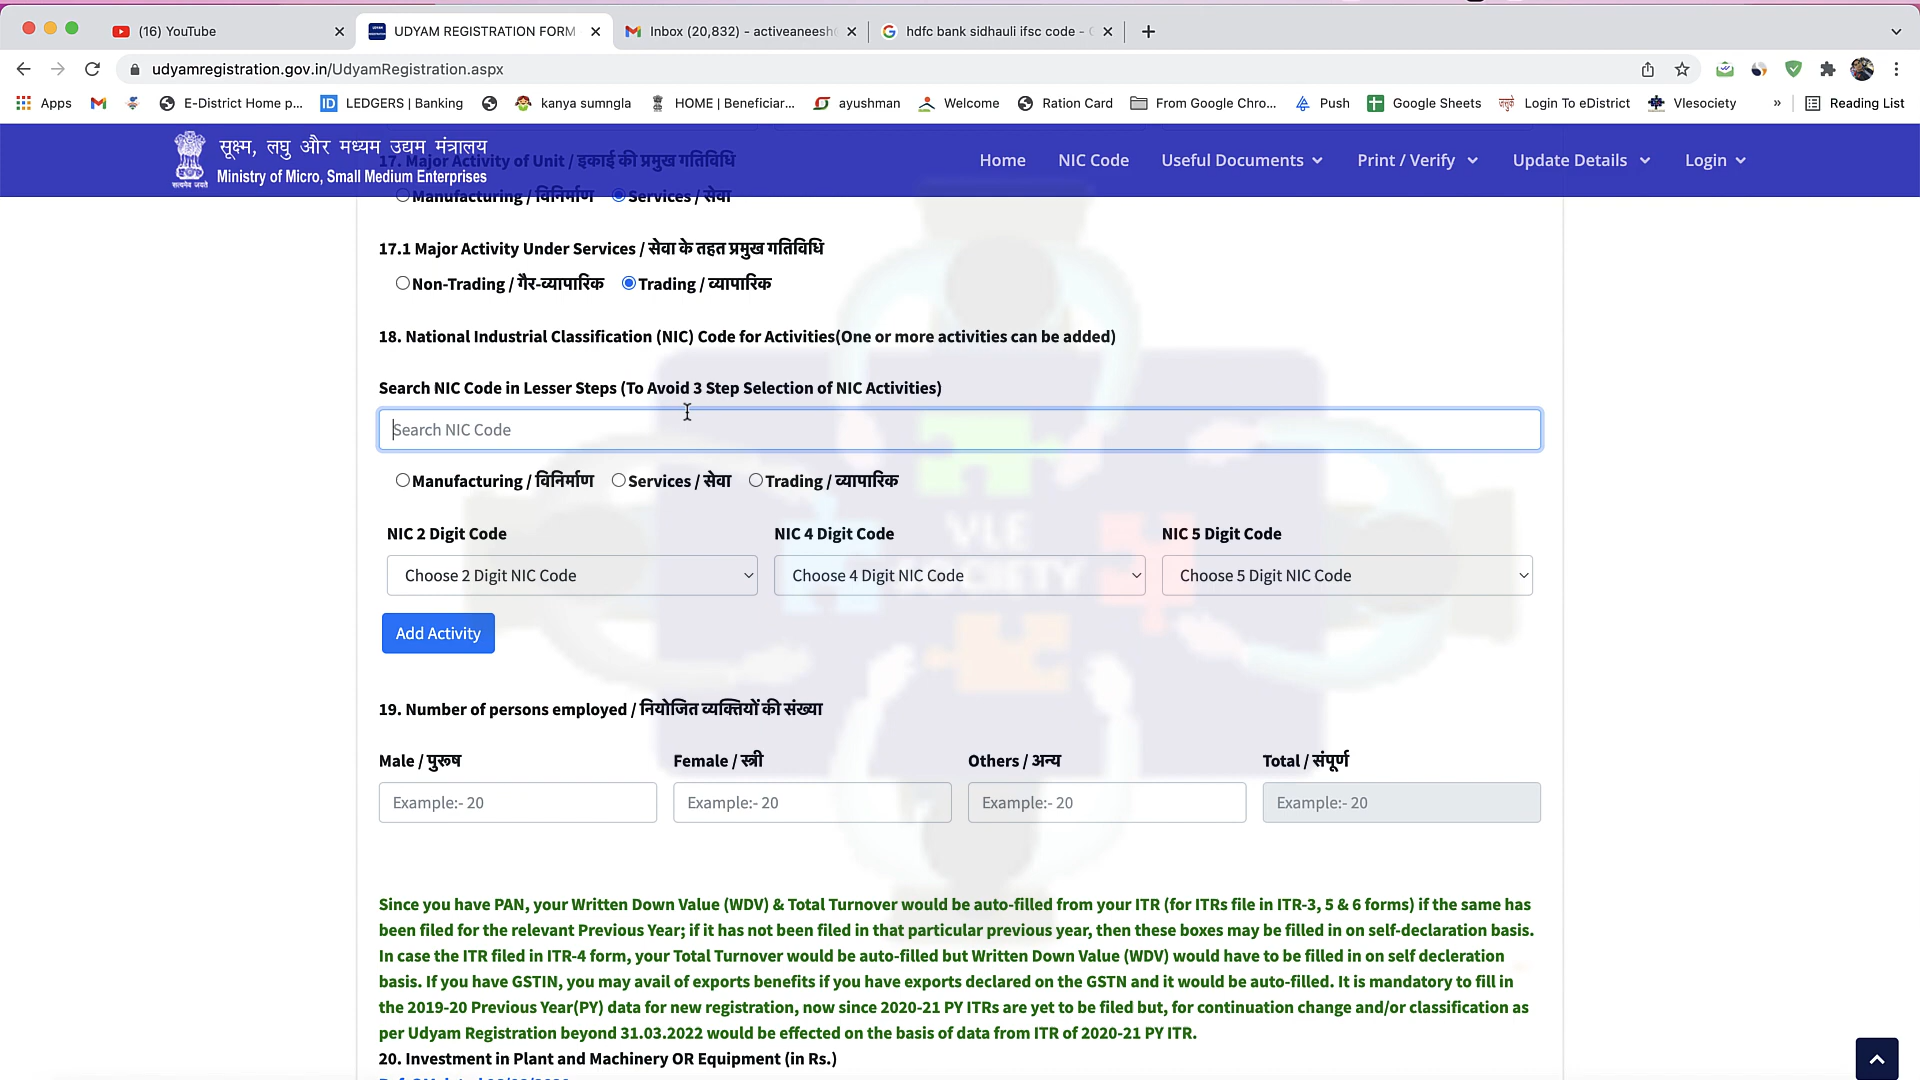 (16) YouTube
UDYAM REGISTRATION FORM
Inbox (20,832) - activeaneesh
hdfc bank sidhauli ifsc code -
udyamregistration.gov.in/UdyamRegistration.aspx
Apps
E-District Home p...
ID LEDGERS | Banking
kanya sumngla
HOME | Beneficiar...
ayushman
Welcome
Ration Card
From Google Chro...
Push
Google Sheets
Login To eDistrict
Vlesociety
»
Reading List
सूक्ष्म, लघु और मध्यम उद्यम मंत्रालय
Ministry of Micro, Small Medium Enterprises
Home
NIC Code
Useful Documents
Print / Verify
Update Details
Login
17. Major Activity of Unit / इकाई की प्रमुख गतिविधि
Manufacturing / विनिर्माण Services / सेवा
17.1 Major Activity Under Services / सेवा के तहत प्रमुख गतिविधि
Non-Trading / गैर-व्यापारिक Trading / व्यापारिक
18. National Industrial Classification (NIC) Code for Activities(One or more activities can be added)
Search NIC Code in Lesser Steps (To Avoid 3 Step Selection of NIC Activities)
Search NIC Code
Manufacturing / विनिर्माण Services / सेवा Trading / व्यापारिक
NIC 2 Digit Code NIC 4 Digit Code NIC 5 Digit Code
Choose 2 Digit NIC Code Choose 4 Digit NIC Code Choose 5 Digit NIC Code
VLE
SOCIETY
Add Activity
19. Number of persons employed / नियोजित व्यक्तियों की संख्या
Male / पुरूष Female / स्त्री Others / अन्य Total / संपूर्ण
Example:- 20 Example:- 20 Example:- 20 Example:- 20
Since you have PAN, your Written Down Value (WDV) & Total Turnover would be auto-filled from your ITR (for ITRs file in ITR-3, 5 & 6 forms) if the same has
been filed for the relevant Previous Year; if it has not been filed in that particular previous year, then these boxes may be filled in on self-declaration basis.
In case the ITR filed in ITR-4 form, your Total Turnover would be auto-filled but Written Down Value (WDV) would have to be filled in on self decleration
basis. If you have GSTIN, you may avail of exports benefits if you have exports declared on the GSTN and it would be auto-filled. It is mandatory to fill in
the 2019-20 Previous Year(PY) data for new registration, now since 2020-21 PY ITRs are yet to be filed but, for continuation change and/or classification as
per Udyam Registration beyond 31.03.2022 would be effected on the basis of data from ITR of 2020-21 PY ITR.
20. Investment in Plant and Machinery OR Equipment (in Rs.)